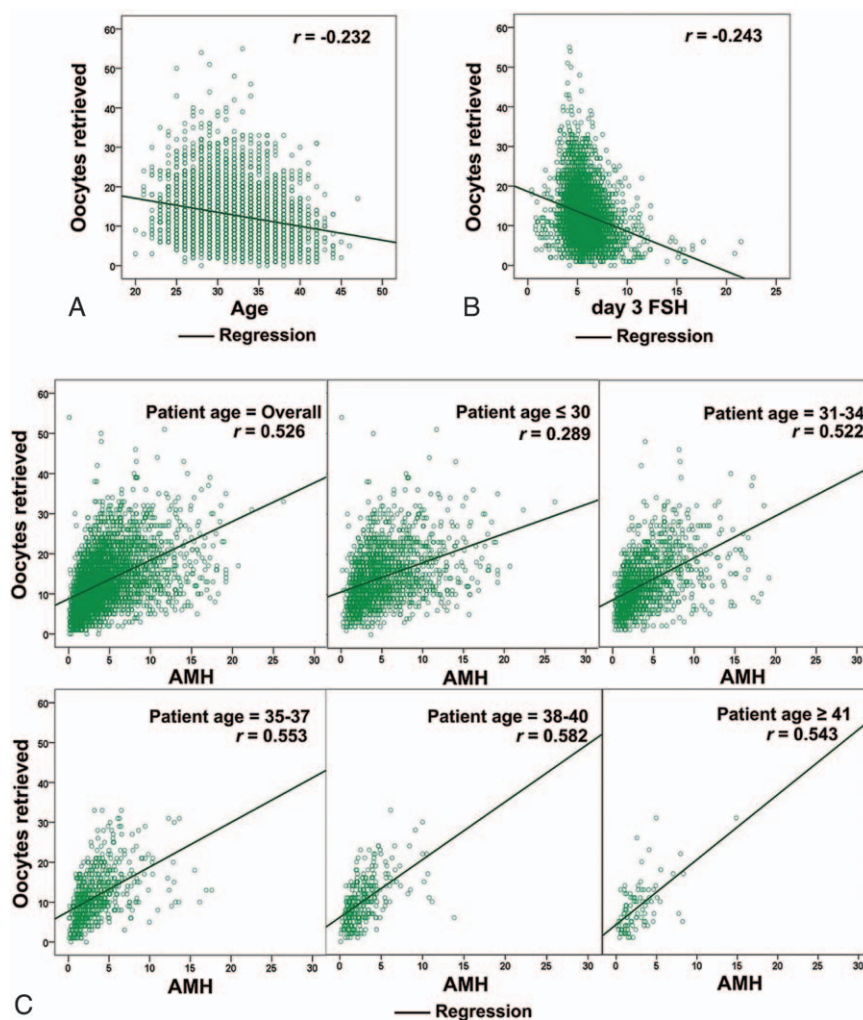 r = -0.232
Oocytes retrieved
60
50
40
30
20
10
0
20 25 30 35 40 45 50
A
Age
Regression
r = -0.243
Oocytes retrieved
60
50
40
30
20
10
0
0 5 10 15 20 25
B
day 3 FSH
Regression
Oocytes retrieved
60
50
40
30
20
10
0
Patient age = Overall
r = 0.526
0 5 10 15 20 25 30
AMH
Patient age ≤ 30
r = 0.289
0 5 10 15 20 25 30
AMH
Patient age = 31-34
r = 0.522
0 5 10 15 20 25 30
AMH
Oocytes retrieved
60
50
40
30
20
10
0
Patient age = 35-37
r = 0.553
0 5 10 15 20 25 30
AMH
Patient age = 38-40
r = 0.582
0 5 10 15 20 25 30
AMH
Patient age ≥ 41
r = 0.543
0 5 10 15 20 25 30
AMH
C
Regression